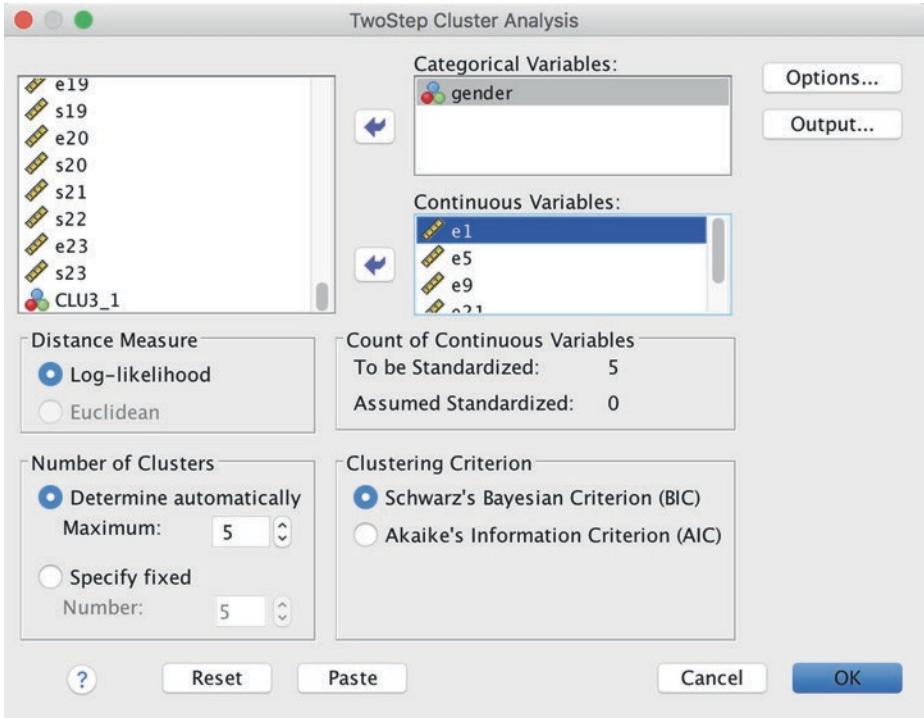 TwoStep Cluster Analysis
e19
s19
e20
s20
s21
s22
e23
s23
CLU3_1
Categorical Variables:
gender
Continuous Variables:
e1
e5
e9
e21
Options...
Output...
Distance Measure
Log-likelihood
Euclidean
Count of Continuous Variables
To be Standardized: 5
Assumed Standardized: 0
Number of Clusters
Determine automatically
Maximum: 5
Specify fixed
Number: 5
Clustering Criterion
Schwarz's Bayesian Criterion (BIC)
Akaike's Information Criterion (AIC)
?
Reset
Paste
Cancel
OK